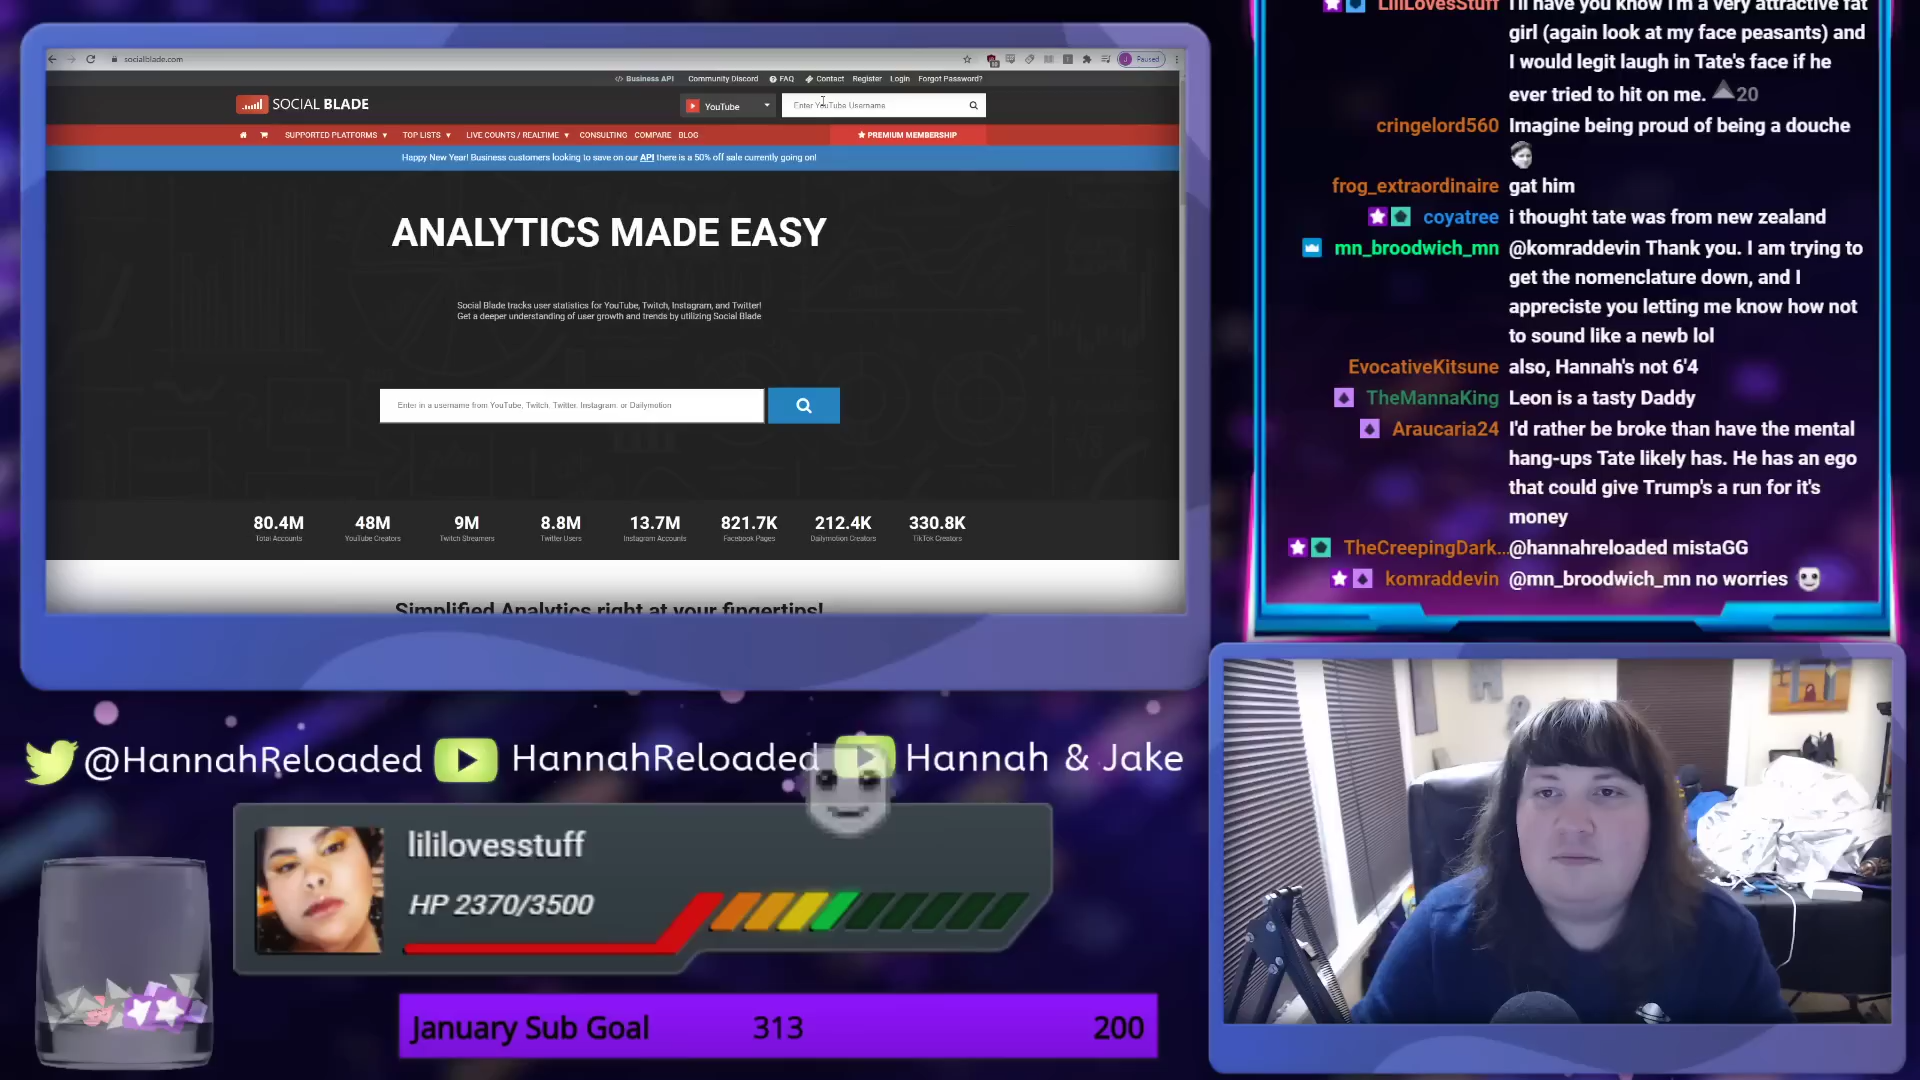 socialblade.com
Paused
Business API Community Discord FAQ Contact Register Login Forgot Password?
SOCIAL BLADE
YouTube
Enter YouTube Username
SUPPORTED PLATFORMS TOP LISTS LIVE COUNTS / REALTIME CONSULTING COMPARE BLOG
PREMIUM MEMBERSHIP
Happy New Year! Business customers looking to save on our API there is a 50% off sale currently going on!
ANALYTICS MADE EASY
Social Blade tracks user statistics for YouTube, Twitch, Instagram, and Twitter!
Get a deeper understanding of user growth and trends by utilizing Social Blade
Enter in a username from YouTube, Twitch, Twitter, Instagram, or Dailymotion
80.4M 48M 9M 8.8M 13.7M 821.7K 212.4K 330.8K
Total Accounts YouTube Creators Twitch Streamers Twitter Users Instagram Accounts Facebook Pages Dailymotion Creators TikTok Creators
Simplified Analytics right at your fingertips!
LiliLovesStuff I'll have you know I'm a very attractive fat
girl (again look at my face peasants) and
I would legit laugh in Tate's face if he
ever tried to hit on me. 20
cringelord560 Imagine being proud of being a douche
frog_extraordinaire gat him
coyatree i thought tate was from new zealand
mn_broodwich_mn @komraddevin Thank you. I am trying to
get the nomenclature down, and I
appreciste you letting me know how not
to sound like a newb lol
EvocativeKitsune also, Hannah's not 6'4
TheMannaKing Leon is a tasty Daddy
Araucaria24 I'd rather be broke than have the mental
hang-ups Tate likely has. He has an ego
that could give Trump's a run for it's
money
TheCreepingDark... @hannahreloaded mistaGG
komraddevin @mn_broodwich_mn no worries
@HannahReloaded HannahReloaded Hannah & Jake
lililovesstuff
HP 2370/3500
January Sub Goal 313 200